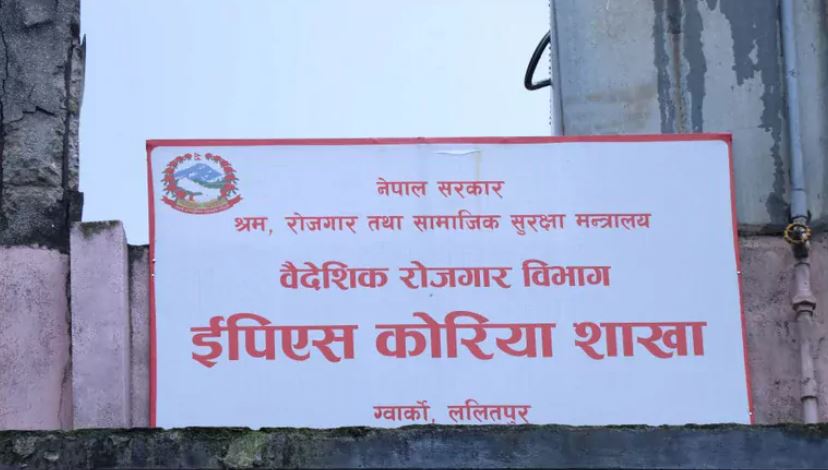 नेपाल सरकार
श्रम, रोजगार तथा सामाजिक सुरक्षा मन्त्रालय
वैदेशिक रोजगार विभाग
ईपिएस कोरिया शाखा
ग्वार्को, ललितपुर